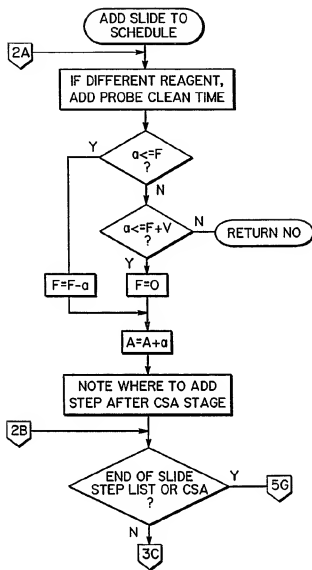 ADD SLIDE TO
SCHEDULE
2A
IF DIFFERENT REAGENT,
ADD PROBE CLEAN TIME
Y
a<=F
?
N
a<=F+V
?
N
RETURN NO
Y
F=F-a
F=0
A=A+a
NOTE WHERE TO ADD
STEP AFTER CSA STAGE
2B
END OF SLIDE
STEP LIST OR CSA
?
Y
5G
N
3C